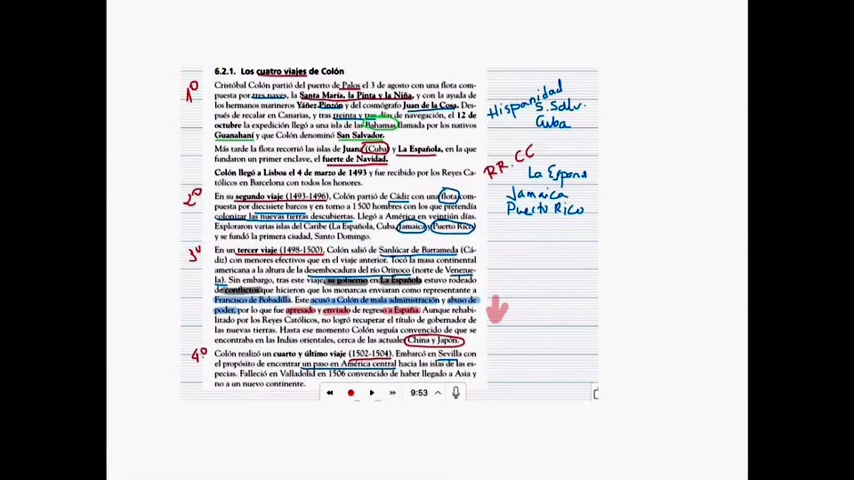 6.2.1. Los cuatro viajes de Colón
1º
Cristóbal Colón partió del puerto de Palos el 3 de agosto con una flota com-
puesta por tres naves, la Santa María, la Pinta y la Niña, y con la ayuda de
los hermanos marineros Yáñez Pinzón y del cosmógrafo Juan de la Cosa. Des-
pués de recalar en Canarias, y tras treinta y tres días de navegación, el 12 de
octubre la expedición llegó a una isla de las Bahamas llamada por los nativos
Guanahaní y que Colón denominó San Salvador.
Más tarde la flota recorrió las islas de Juana (Cuba) y La Española, en la que
fundaron un primer enclave, el fuerte de Navidad.
Colón llegó a Lisboa el 4 de marzo de 1493 y fue recibido por los Reyes Ca-
tólicos en Barcelona con todos los honores.
2º
En su segundo viaje (1493-1496), Colón partió de Cádiz con una flota com-
puesta por diecisiete barcos y en torno a 1 500 hombres con los que pretendía
colonizar las nuevas tierras descubiertas. Llegó a América en veintiún días.
Exploraron varias islas del Caribe (La Española, Cuba, Jamaica y Puerto Rico)
y se fundó la primera ciudad, Santo Domingo.
3º
En un tercer viaje (1498-1500), Colón salió de Sanlúcar de Barrameda (Cá-
diz) con menores efectivos que en el viaje anterior. Tocó la masa continental
americana a la altura de la desembocadura del río Orinoco (norte de Venezue-
la). Sin embargo, tras este viaje, su gobierno en La Española estuvo rodeado
de conflictos que hicieron que los monarcas enviaran como representante a
Francisco de Bobadilla. Este acusó a Colón de mala administración y abuso de
poder, por lo que fue apresado y enviado de regreso a España. Aunque rehabi-
litado por los Reyes Católicos, no logró recuperar el título de gobernador de
las nuevas tierras. Hasta ese momento Colón seguía convencido de que se
encontraba en las Indias orientales, cerca de las actuales China y Japón.
4.º
Colón realizó un cuarto y último viaje (1502-1504). Embarcó en Sevilla con
el propósito de encontrar un paso en América central hacia las islas de las es-
pecias. Falleció en Valladolid en 1506 convencido de haber llegado a Asia y
no a un nuevo continente.
Hispanidad
S. Salv.
Cuba
RR.CC
La Espana
Jamaica
Puerto Rico
9:53